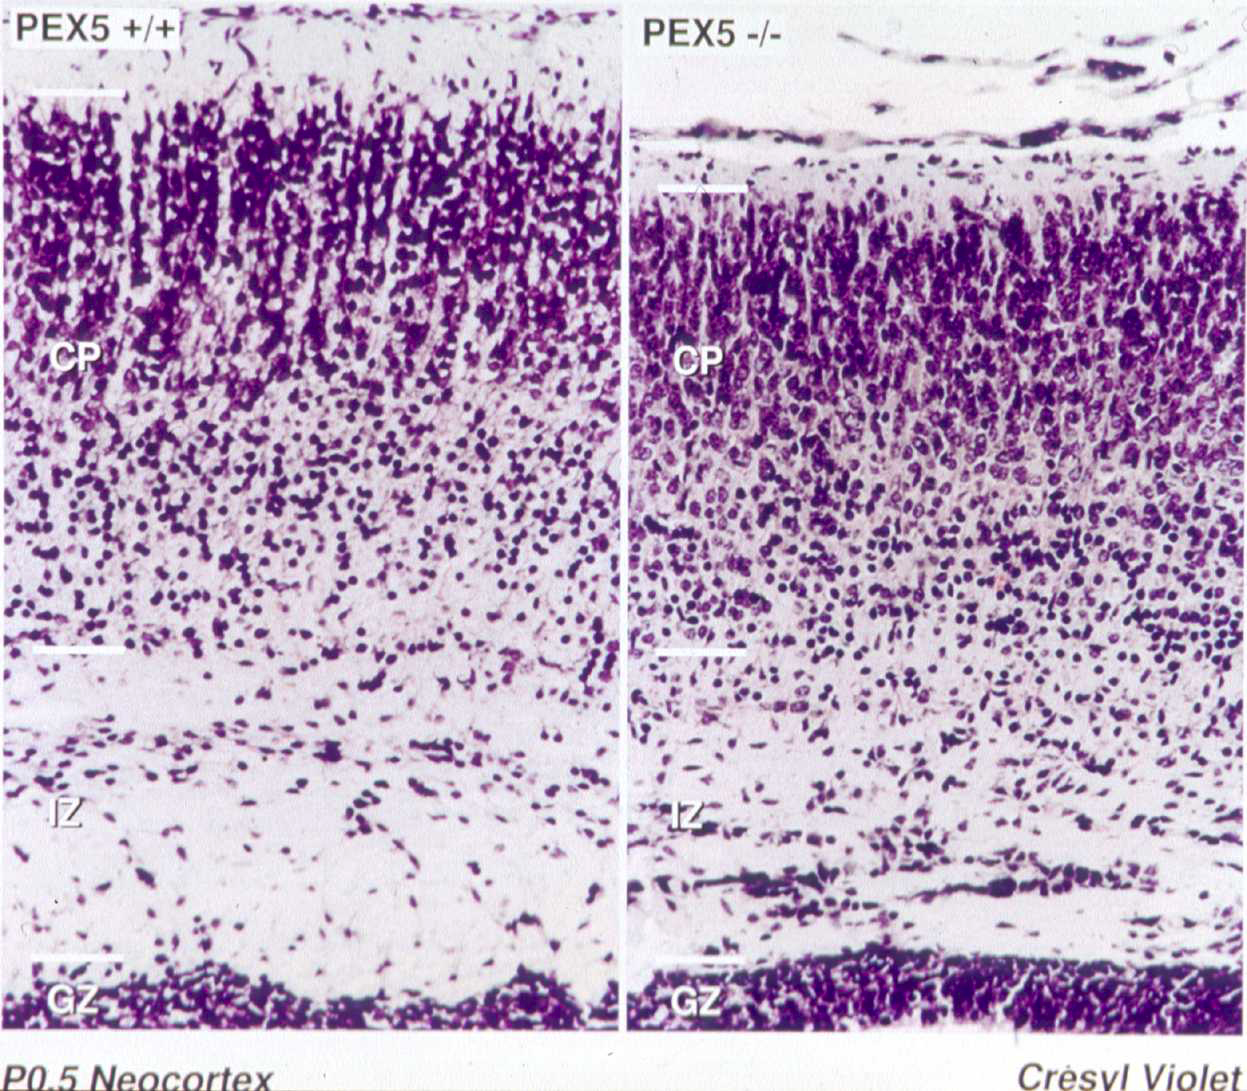 PEX5 +/+
PEX5 -/-
CP
CP
IZ
IZ
GZ
GZ
P0.5 Neocortex
Cresyl Violet